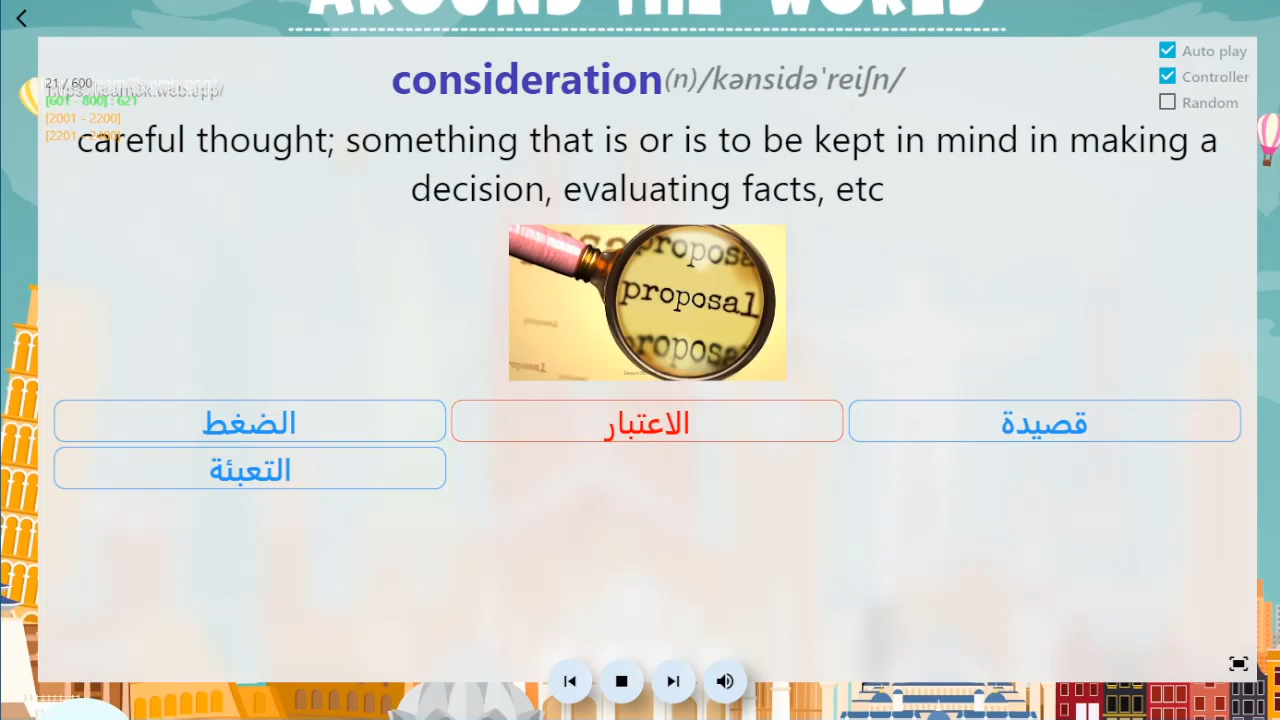 AROUND THE WORLD
Auto play
Controller
Random
21 / 600
[601 - 800] : 621
[2001 - 2200]
consideration(n)/kənsidə'reiʃn/
careful thought; something that is or is to be kept in mind in making a
decision, evaluating facts, etc
proposa
proposal
roposa
الضغط
الاعتبار
قصيدة
التعبئة